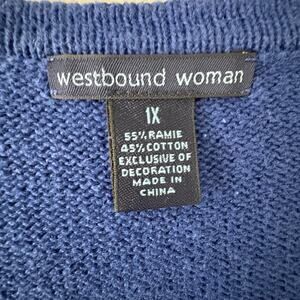 westbound woman
1X
55% RAMIE
45% COTTON
EXCLUSIVE OF
DECORATION
MADE IN
CHINA